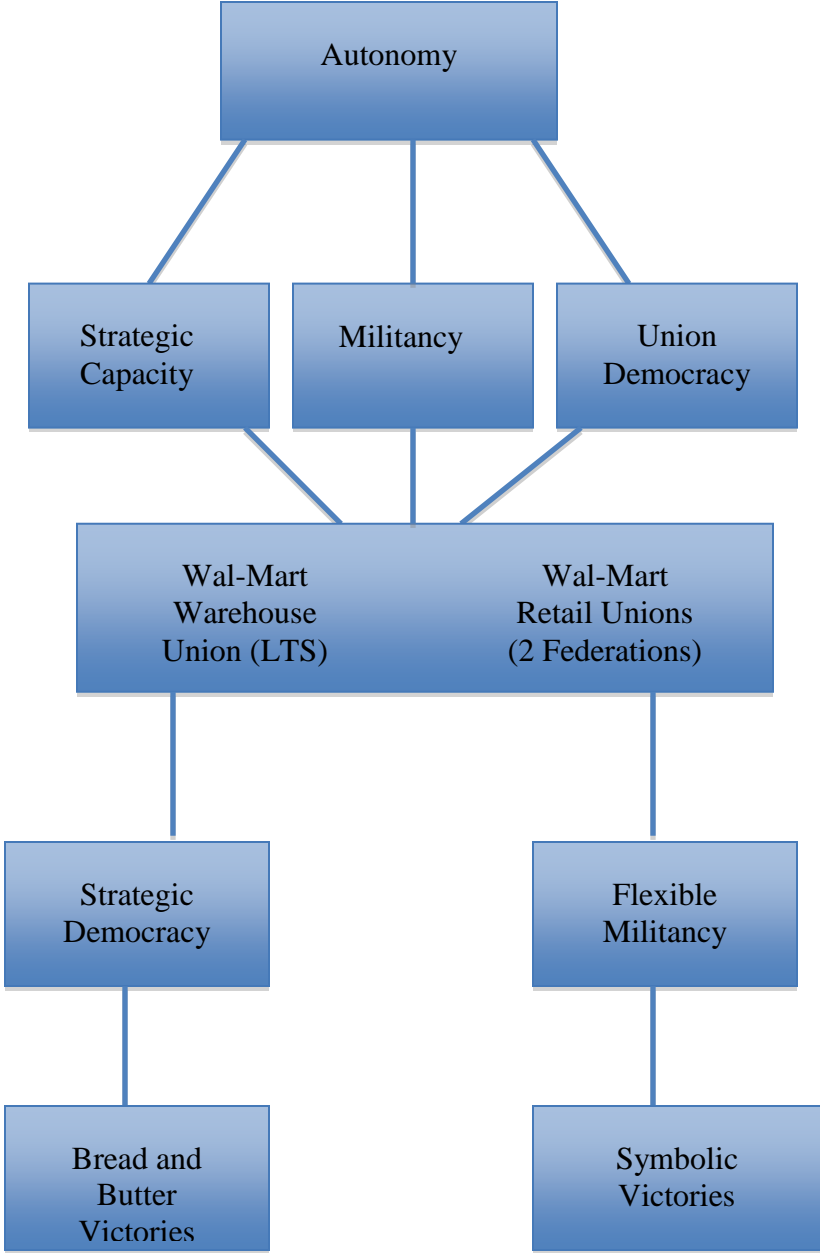 Autonomy
Strategic
Capacity
Militancy
Union
Democracy
Wal-Mart
Warehouse
Union (LTS)
Wal-Mart
Retail Unions
(2 Federations)
Strategic
Democracy
Flexible
Militancy
Bread and
Butter
Victories
Symbolic
Victories